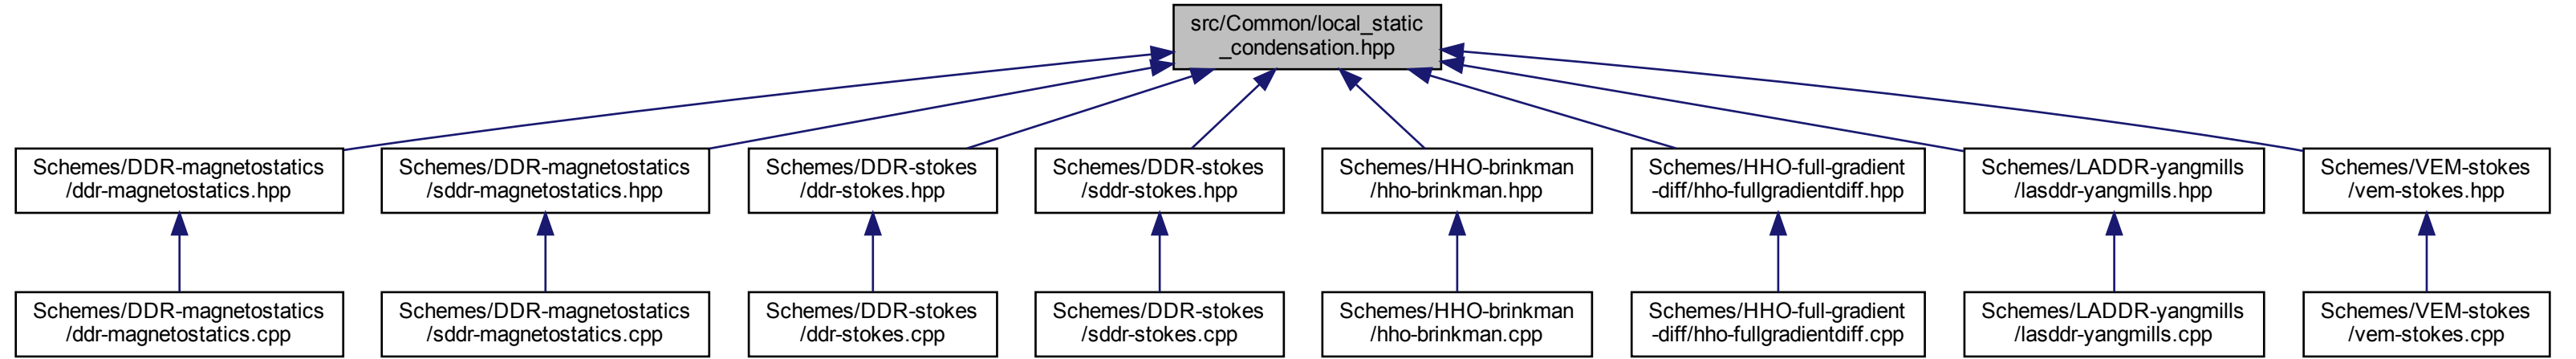 src/Common/local_static
_condensation.hpp
Schemes/DDR-magnetostatics
/ddr-magnetostatics.hpp
Schemes/DDR-magnetostatics
/sddr-magnetostatics.hpp
Schemes/DDR-stokes
/ddr-stokes.hpp
Schemes/DDR-stokes
/sddr-stokes.hpp
Schemes/HHO-brinkman
/hho-brinkman.hpp
Schemes/HHO-full-gradient
-diff/hho-fullgradientdiff.hpp
Schemes/LADDR-yangmills
/lasddr-yangmills.hpp
Schemes/VEM-stokes
/vem-stokes.hpp
Schemes/DDR-magnetostatics
/ddr-magnetostatics.cpp
Schemes/DDR-magnetostatics
/sddr-magnetostatics.cpp
Schemes/DDR-stokes
/ddr-stokes.cpp
Schemes/DDR-stokes
/sddr-stokes.cpp
Schemes/HHO-brinkman
/hho-brinkman.cpp
Schemes/HHO-full-gradient
-diff/hho-fullgradientdiff.cpp
Schemes/LADDR-yangmills
/lasddr-yangmills.cpp
Schemes/VEM-stokes
/vem-stokes.cpp